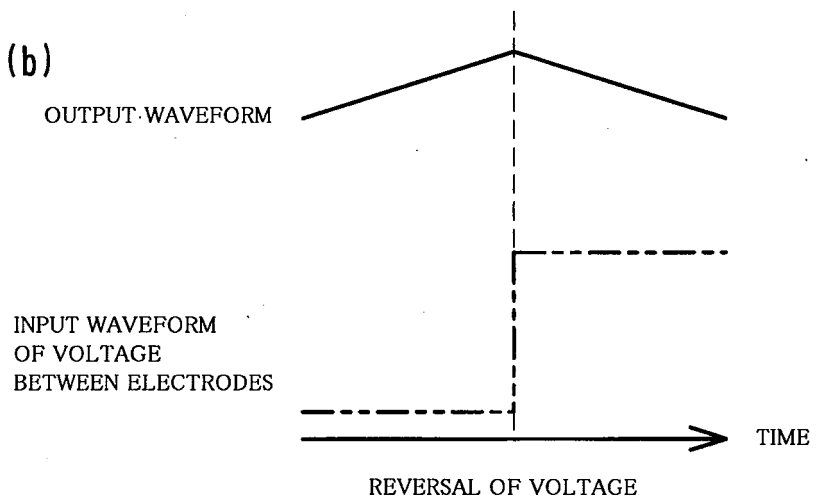 (b)
OUTPUT WAVEFORM
INPUT WAVEFORM
OF VOLTAGE
BETWEEN ELECTRODES
TIME
REVERSAL OF VOLTAGE